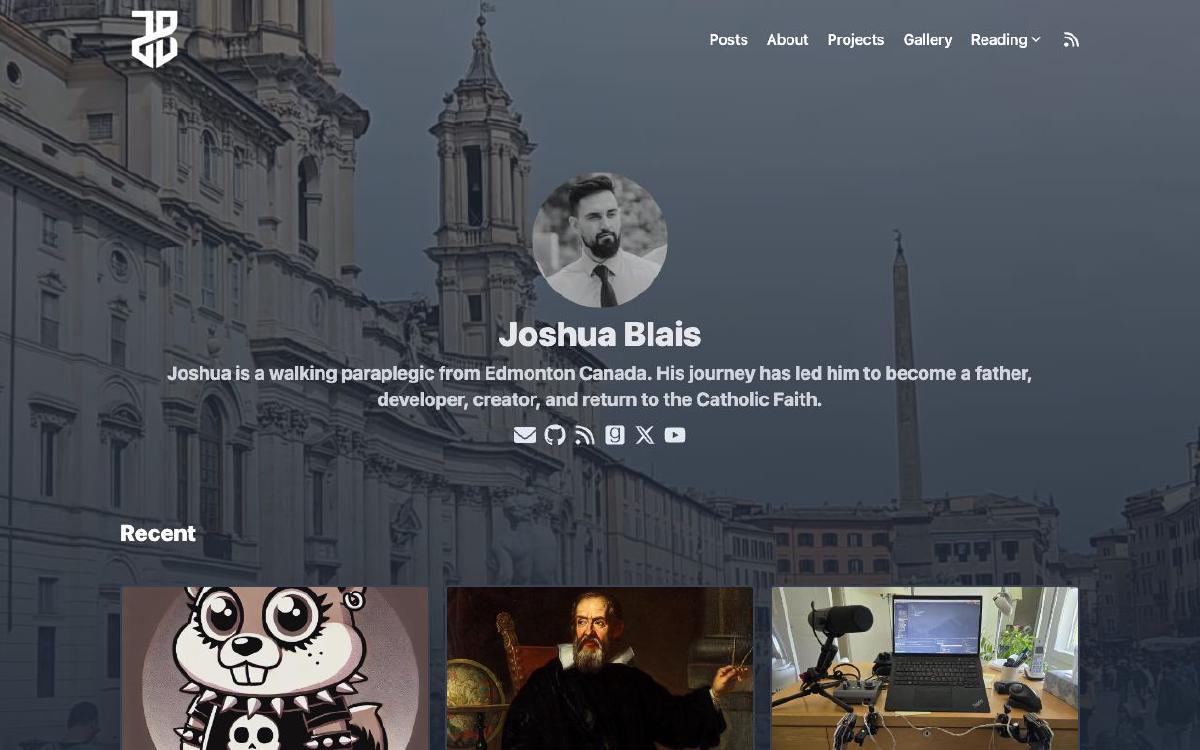 Posts About Projects Gallery Reading
Joshua Blais
Joshua is a walking paraplegic from Edmonton Canada. His journey has led him to become a father,
developer, creator, and return to the Catholic Faith.
Recent